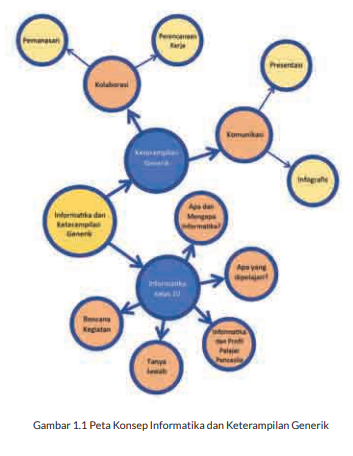 Pemanasan
Perencanaan
Kerja
Kolaborasi
Presentasi
Komunikasi
Keterampilan
Generik
Infografis
Informatika dan
Keterampilan
Generik
Apa dan
Mengapa
Informatika?
Apa yang
dipelajari?
Informatika
Rencana
Kegiatan
Informatika
dan Profil
Pelajar
Pancasila
Tanya
Jawab
Gambar 1.1 Peta Konsep Informatika dan Keterampilan Generik